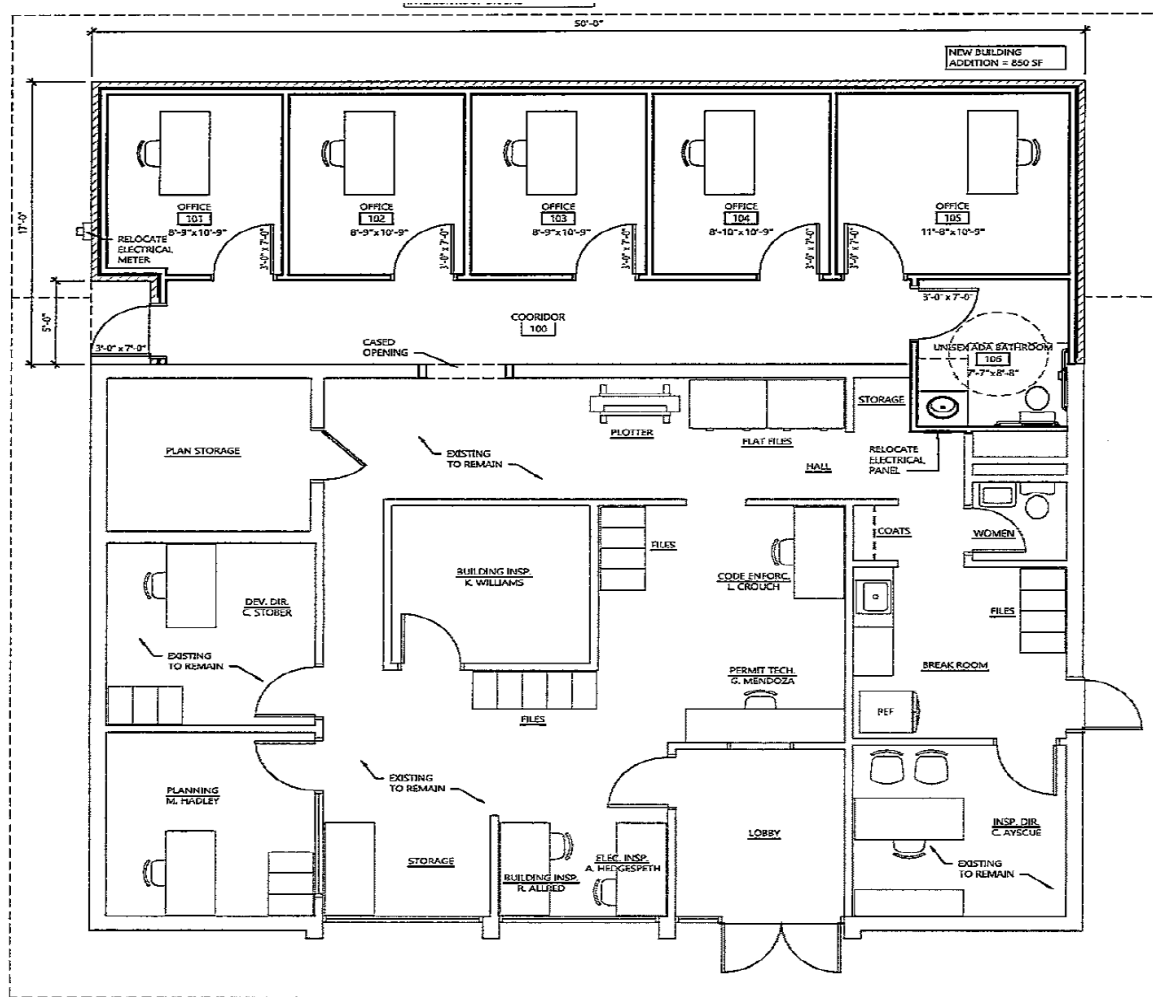 50'-0"
NEW BUILDING
ADDITION = 850 SF
17'-0"
5'-0"
OFFICE
101
8'-9"x10'-9"
3'-0" x 7'-0"
OFFICE
102
8'-9"x10'-9"
3'-0" x 7'-0"
OFFICE
103
8'-9"x10'-9"
3'-0" x 7'-0"
OFFICE
104
8'-10"x10'-9"
3'-0" x 7'-0"
OFFICE
105
11'-8"x10'-9"
3'-0" x 7'-0"
RELOCATE
ELECTRICAL
METER
3'-0" x 7'-0"
COORIDOR
100
3'-0" x 7'-0"
UNISEX ADA BATHROOM
106
7'-7"x8'-8"
CASED
OPENING
PLAN STORAGE
EXISTING
TO REMAIN
PLOTTER
FLAT FILES
STORAGE
HALL
RELOCATE
ELECTRICAL
PANEL
BUILDING INSP.
K. WILLIAMS
FILES
CODE ENFORC.
L. CROUCH
COATS
WOMEN
DEV. DIR.
C. STOBER
EXISTING
TO REMAIN
FILES
PERMIT TECH.
G. MENDOZA
FILES
BREAK ROOM
REF
PLANNING
M. HADLEY
EXISTING
TO REMAIN
STORAGE
BUILDING INSP.
R. ALLRED
ELEC. INSP.
A. HEDGESPETH
LOBBY
INSP. DIR.
C. AYSCUE
EXISTING
TO REMAIN